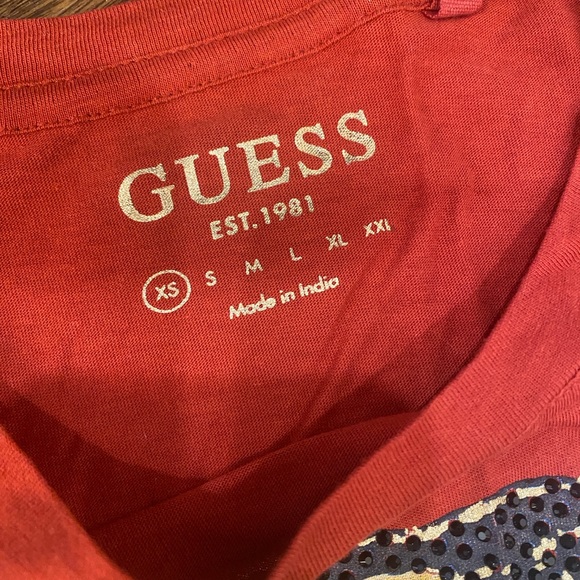 GUESS
EST.1981
XS S M L XL XXL
Made in India